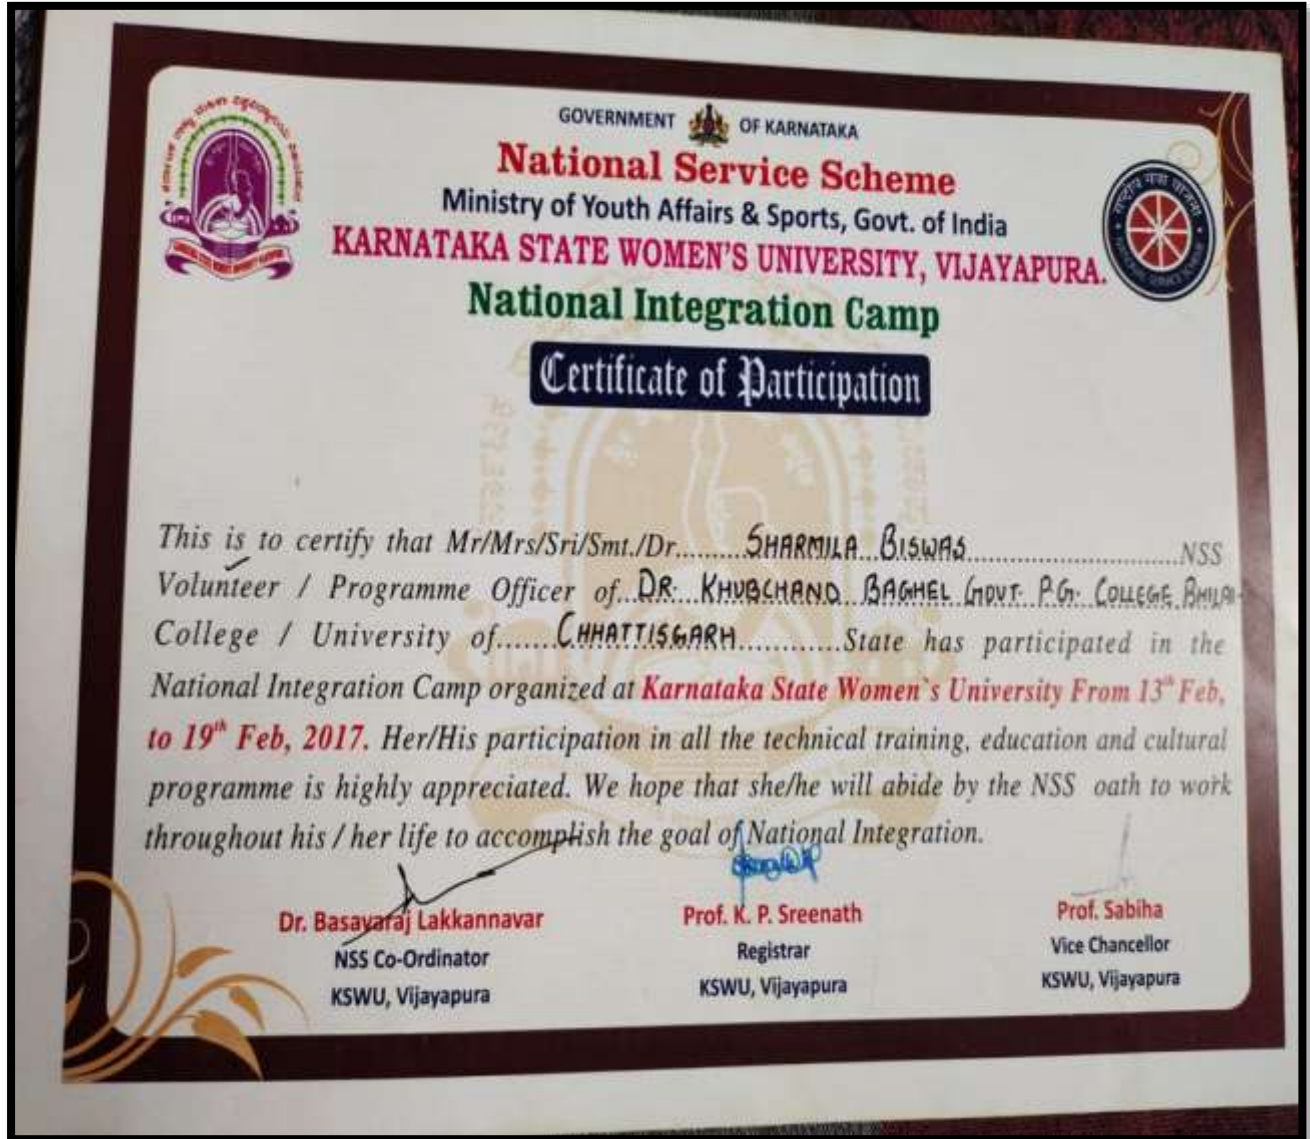 GOVERNMENT OF KARNATAKA
National Service Scheme
Ministry of Youth Affairs & Sports, Govt. of India
KARNATAKA STATE WOMEN'S UNIVERSITY, VIJAYAPURA.
National Integration Camp
Certificate of Participation
This is to certify that Mr/Mrs/Sri/Smt./Dr.........SHARMILA BISWAS..............................NSS
Volunteer / Programme Officer of...DR. KHUBCHAND BAGHEL GOVT. P.G. COLLEGE BHILAI-
College / University of.......CHHATTISGARH..............State has participated in the
National Integration Camp organized at Karnataka State Women`s University From 13th Feb,
to 19th Feb, 2017. Her/His participation in all the technical training, education and cultural
programme is highly appreciated. We hope that she/he will abide by the NSS oath to work
throughout his / her life to accomplish the goal of National Integration.
Dr. Basavaraj Lakkannavar
NSS Co-Ordinator
KSWU, Vijayapura
Prof. K. P. Sreenath
Registrar
KSWU, Vijayapura
Prof. Sabiha
Vice Chancellor
KSWU, Vijayapura